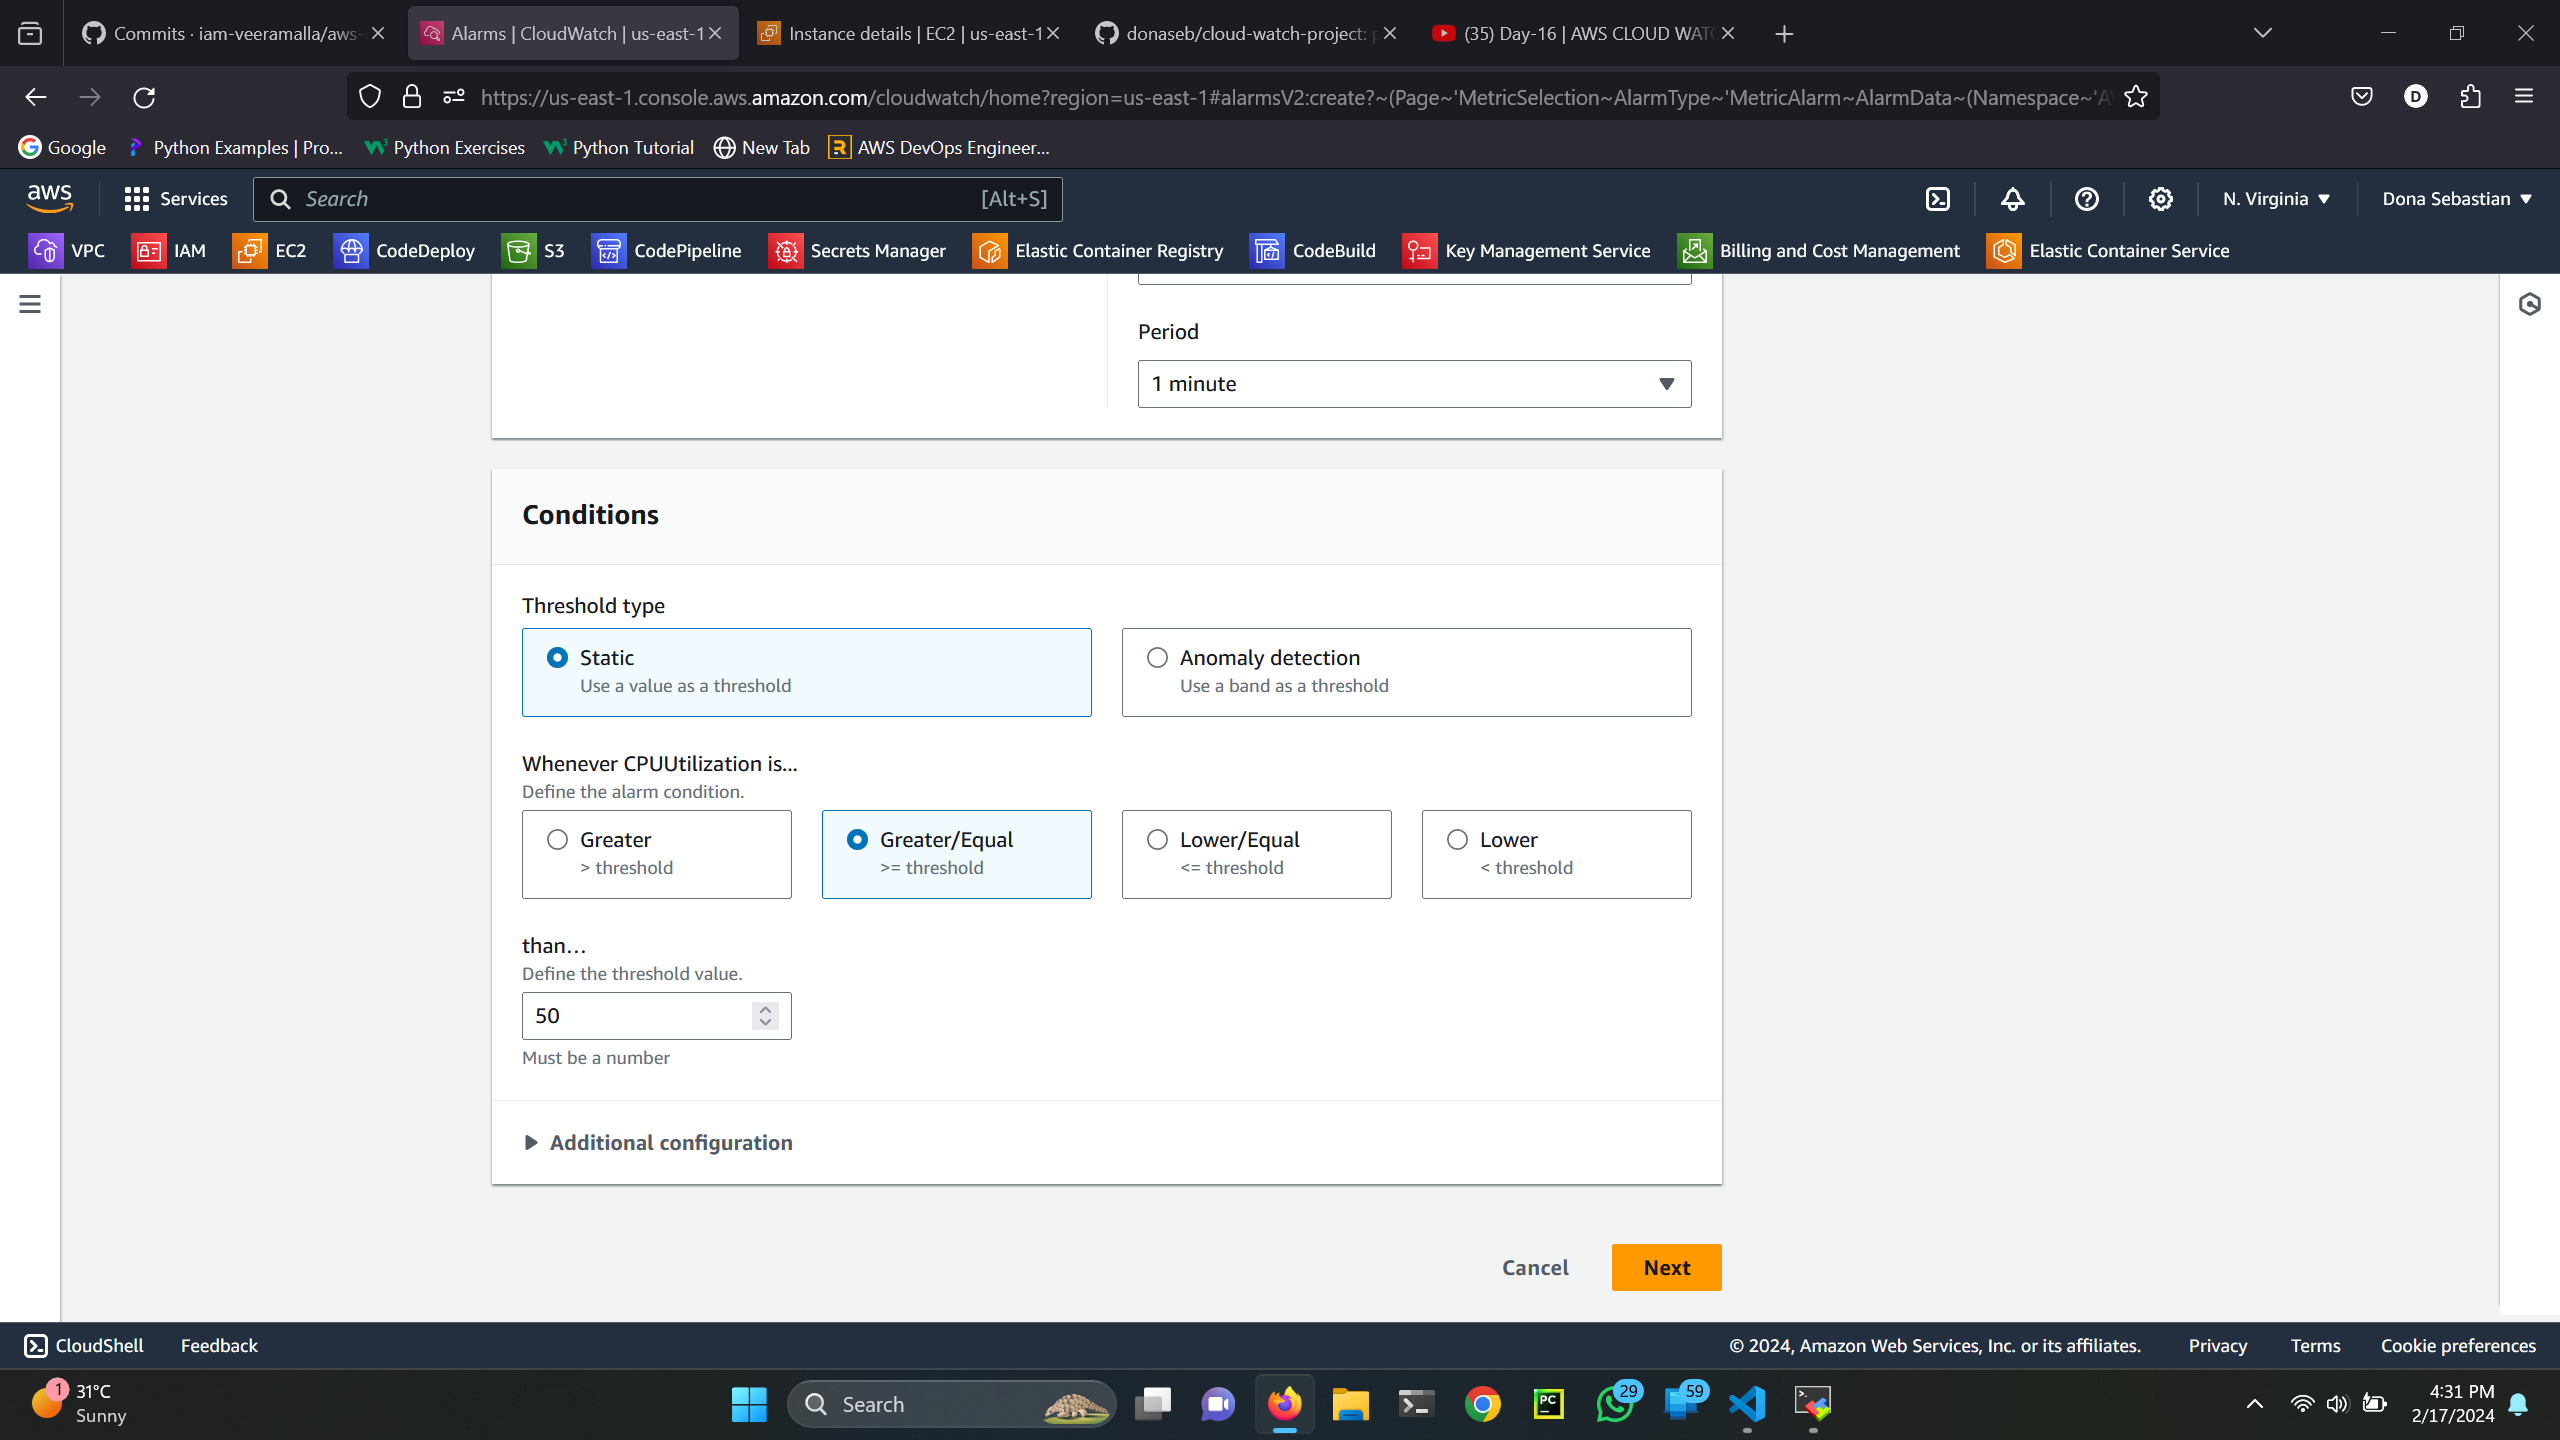 Commits · iam-veeramalla/aws-
Alarms | CloudWatch | us-east-1
Instance details | EC2 | us-east-1
donaseb/cloud-watch-project:
(35) Day-16 | AWS CLOUD WAT
https://us-east-1.console.aws.amazon.com/cloudwatch/home?region=us-east-1#alarmsV2:create?~(Page~'MetricSelection~AlarmType~'MetricAlarm~AlarmData~(Namespace~'A
D
Google
Python Examples | Pro...
Python Exercises
Python Tutorial
New Tab
AWS DevOps Engineer...
aws
Services
Search
[Alt+S]
N. Virginia
Dona Sebastian
VPC
IAM
EC2
CodeDeploy
S3
CodePipeline
Secrets Manager
Elastic Container Registry
CodeBuild
Key Management Service
Billing and Cost Management
Elastic Container Service
Period
1 minute
Conditions
Threshold type
Static
Use a value as a threshold
Anomaly detection
Use a band as a threshold
Whenever CPUUtilization is...
Define the alarm condition.
Greater
> threshold
Greater/Equal
>= threshold
Lower/Equal
<= threshold
Lower
< threshold
than...
Define the threshold value.
50
Must be a number
Additional configuration
Cancel
Next
CloudShell
Feedback
© 2024, Amazon Web Services, Inc. or its affiliates.
Privacy
Terms
Cookie preferences
1
31°C
Sunny
Search
PC
29
59
4:31 PM
2/17/2024